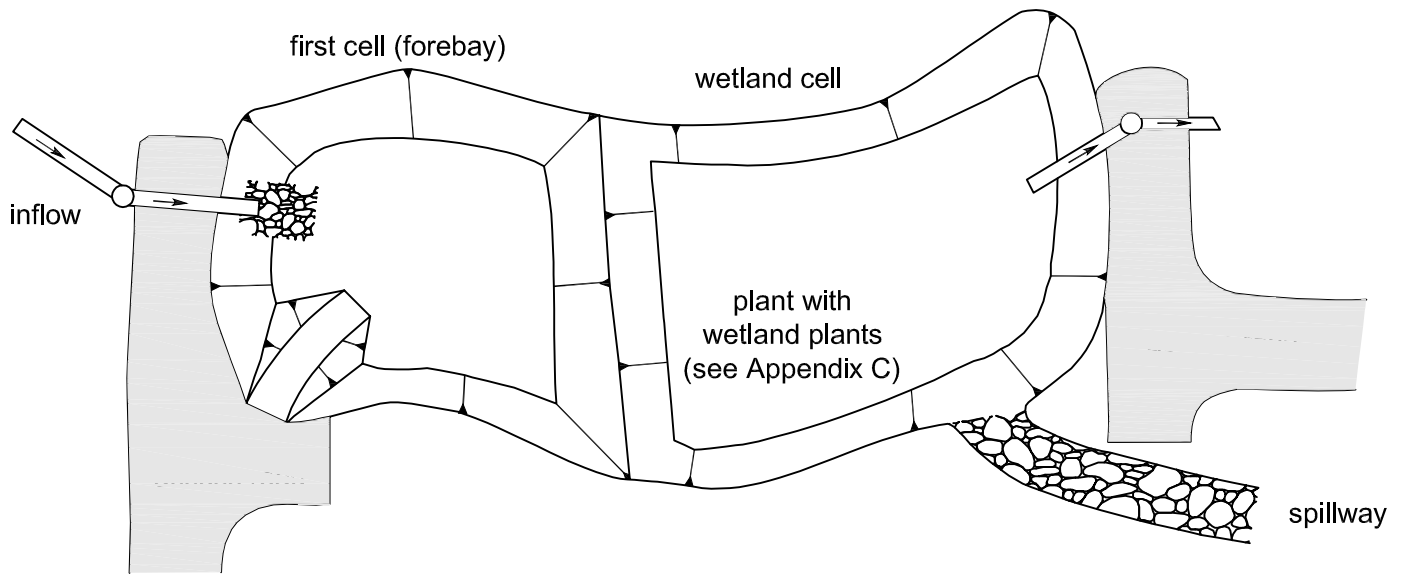 first cell (forebay)
wetland cell
inflow
plant with
wetland plants
(see Appendix C)
spillway